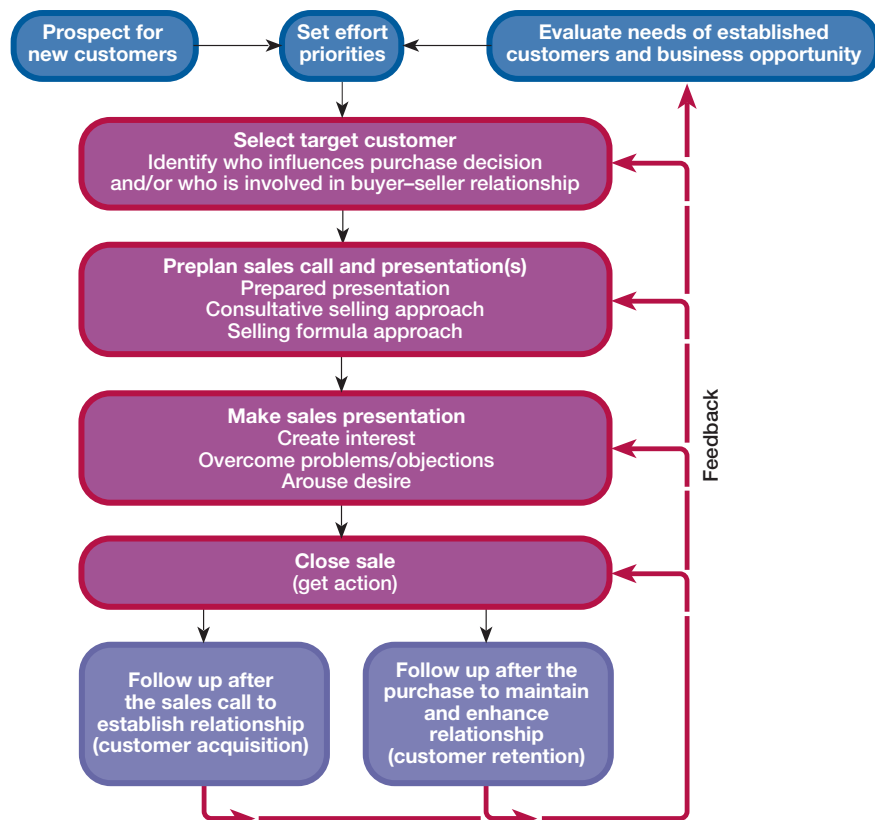 Prospect for
new customers
Set effort
priorities
Evaluate needs of established
customers and business opportunity
Select target customer
Identify who influences purchase decision
and/or who is involved in buyer–seller relationship
Preplan sales call and presentation(s)
Prepared presentation
Consultative selling approach
Selling formula approach
Make sales presentation
Create interest
Overcome problems/objections
Arouse desire
Feedback
Close sale
(get action)
Follow up after
the sales call to
establish relationship
(customer acquisition)
Follow up after the
purchase to maintain
and enhance
relationship
(customer retention)